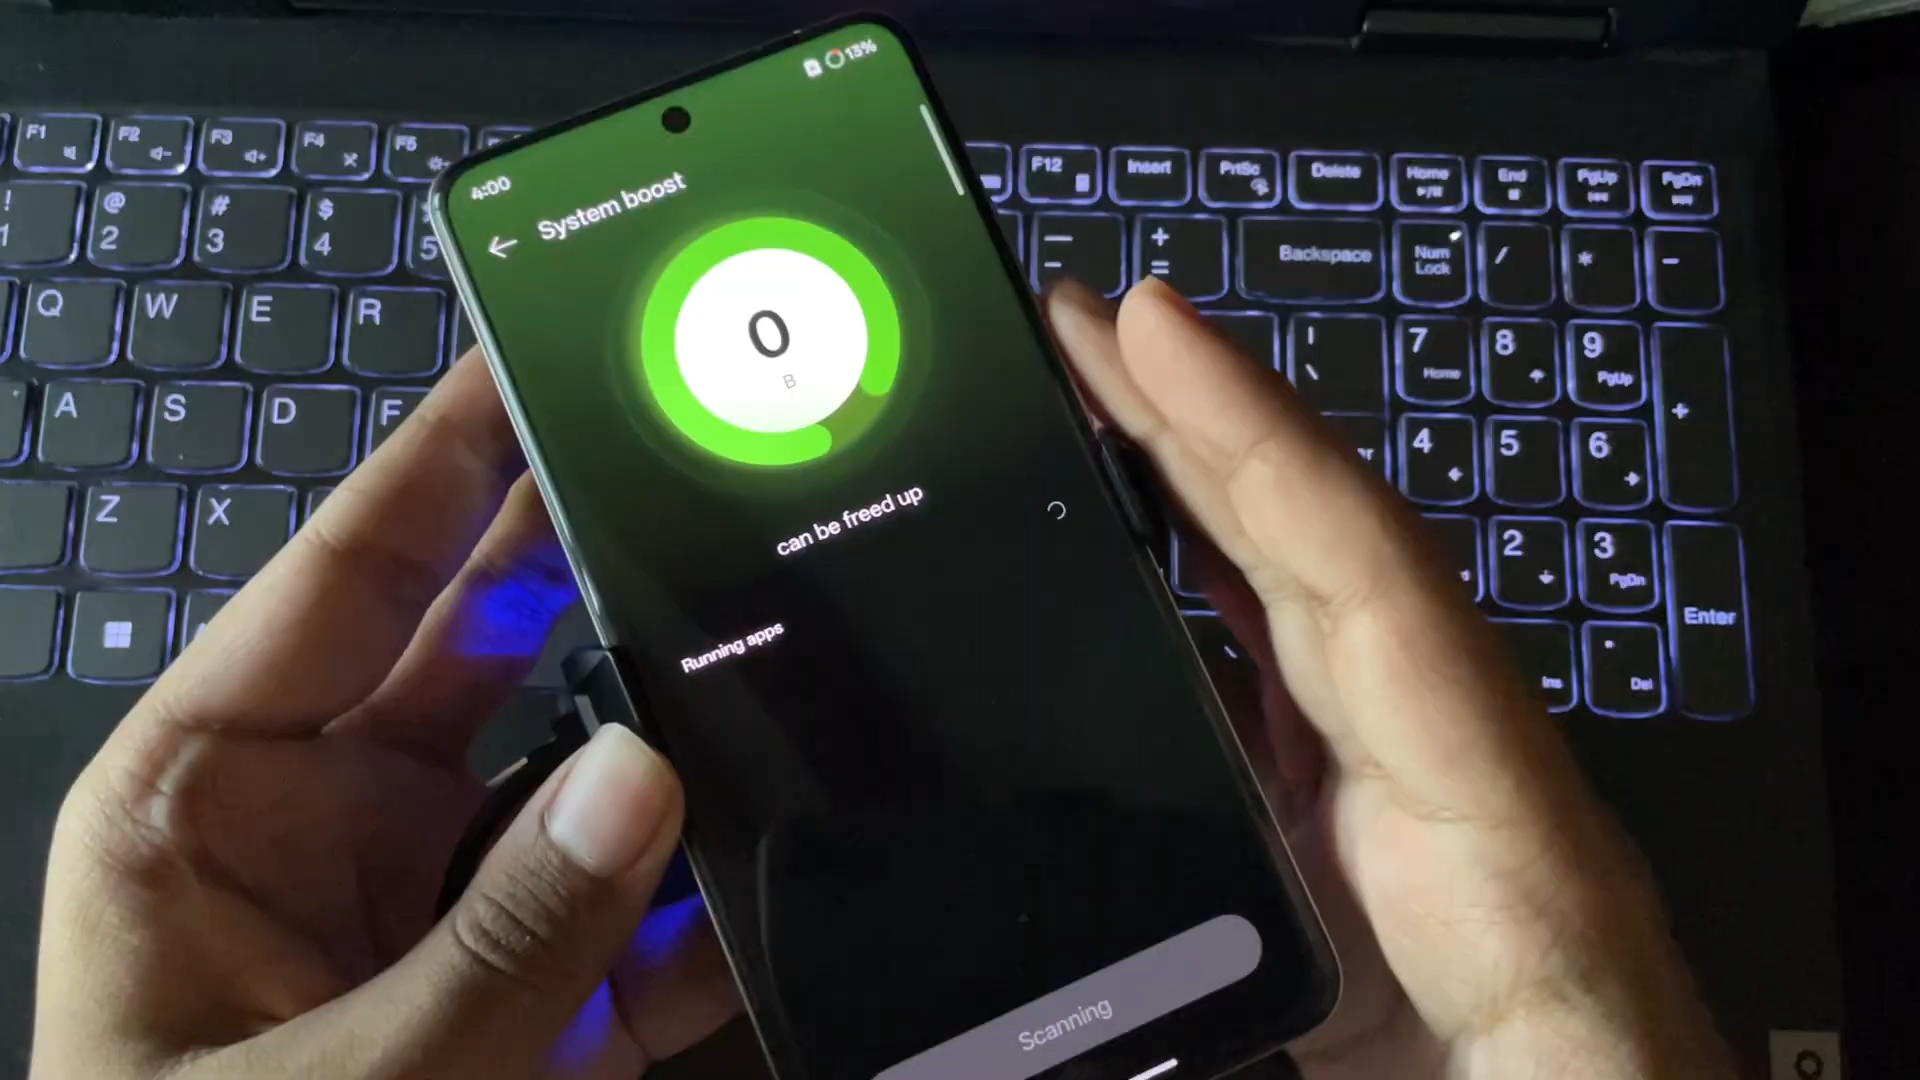 4:00
13%
System boost
0
B
can be freed up
Running apps
Scanning
F1
F2
F3
F4
F5
F12
Insert
PrtSc
Delete
Home
End
PgUp
PgDn
!
1
@
2
#
3
$
4
5
—
-
+
=
Backspace
Num
Lock
/
*
-
Q
W
E
R
|
\
7
Home
8
9
PgUp
+
A
S
D
F
4
5
6
Z
X
2
3
PgDn
Enter
Ins
.
Del